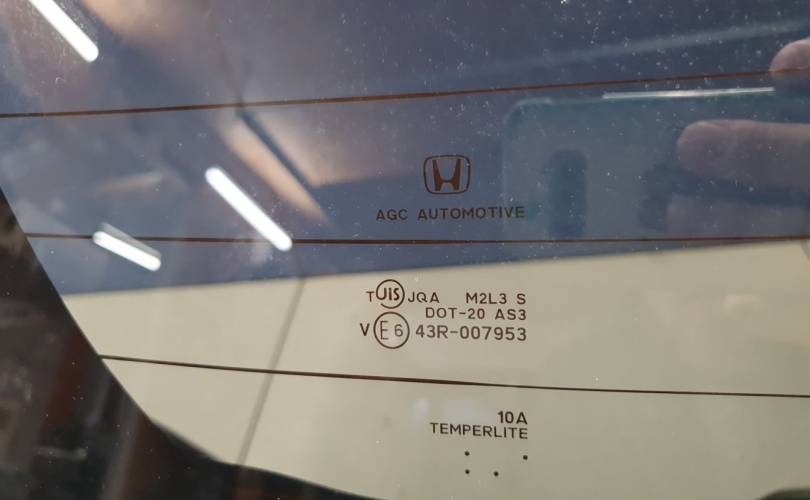 AGC AUTOMOTIVE
T JIS JQA M2L3 S
DOT-20 AS3
V E6 43R-007953
10A
TEMPERLITE